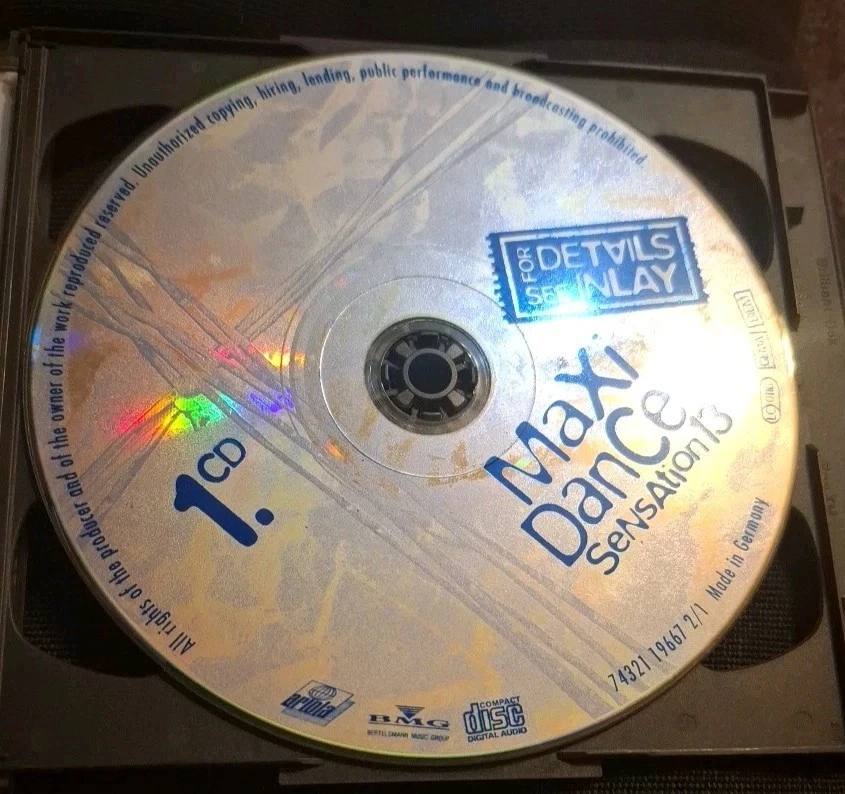 All rights of the producer and of the owner of the work reproduced reserved. Unauthorized copying, hiring, lending, public performance and broadcasting prohibited
FOR DETAILS
SEE INLAY
MaXi
DanCe
SeNSAtion 13
1. CD
74321 19667 2/1 Made in Germany
ariola
BMG
BERTELSMANN MUSIC GROUP
COMPACT
disc
DIGITAL AUDIO